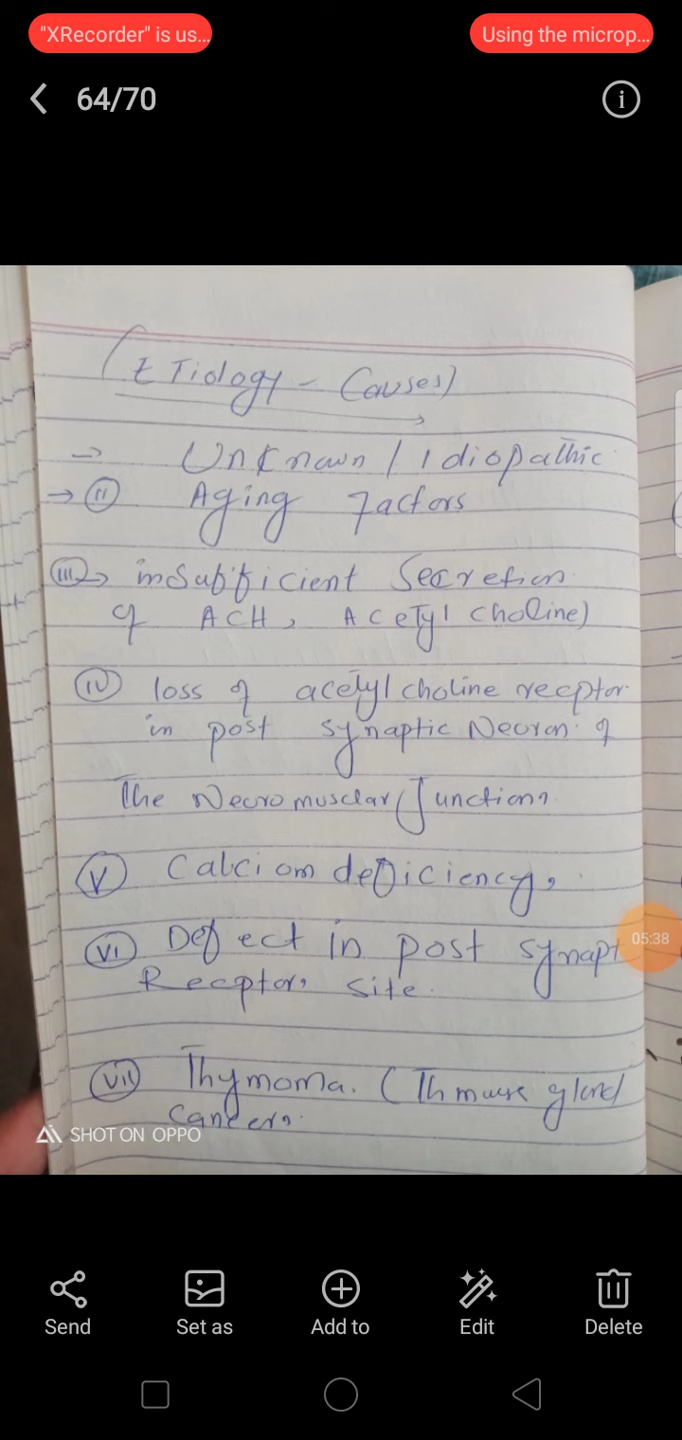 "XRecorder" is us...
Using the microp...
64/70
(ETiology - Causes)
→ Unknown / Idiopathic
→ (II) Aging Factors
(III)→ insufficient Secretion
of ACH, Acetyl choline)
(IV) loss of acetyl choline receptor
in post synaptic Neuron of
The Neuromuscular Junction
(V) Calciom deficiency,
(VI) Defect in post synapt
05:38
Receptor site.
(VII) Thymoma. (Thmus gland
cancer.
SHOT ON OPPO
Send
Set as
Add to
Edit
Delete